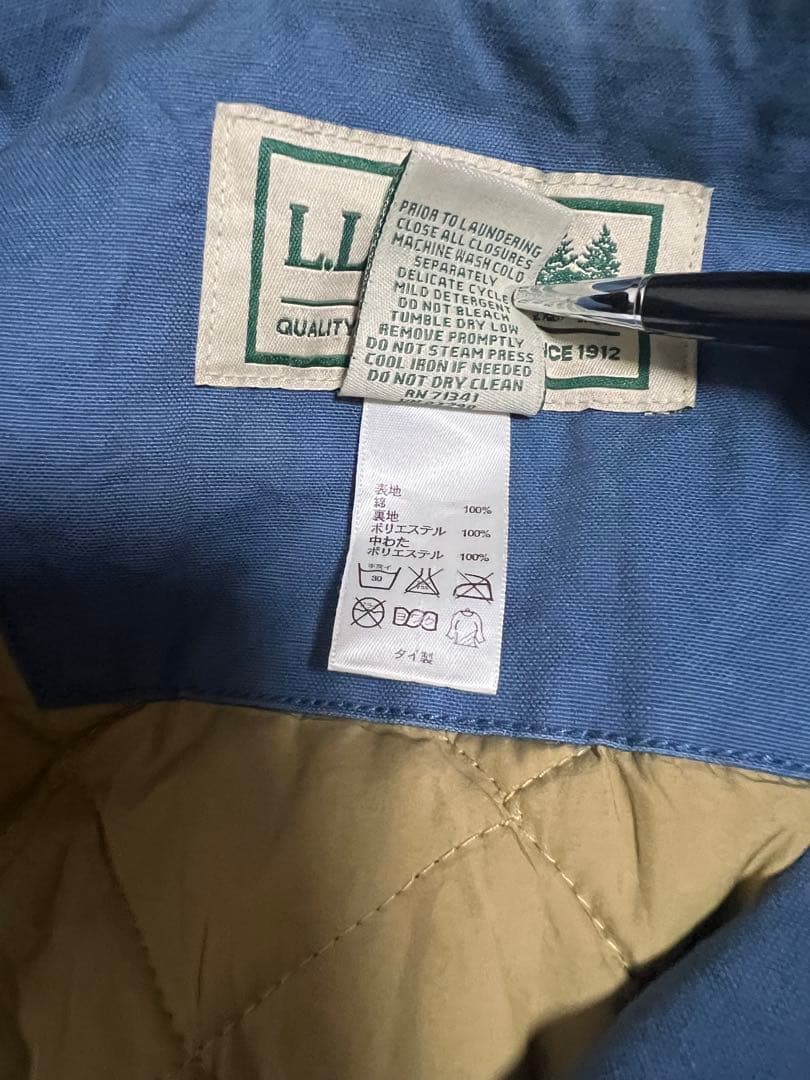 L.L
QUALITY
SINCE 1912
PRIOR TO LAUNDERING
CLOSE ALL CLOSURES
MACHINE WASH COLD
SEPARATELY
DELICATE CYCLE
MILD DETERGENT
DO NOT BLEACH
TUMBLE DRY LOW
REMOVE PROMPTLY
DO NOT STEAM PRESS
COOL IRON IF NEEDED
DO NOT DRY CLEAN
RN 71341
表地
綿 100%
裏地
ポリエステル 100%
中わた
ポリエステル 100%
手洗イ
30
タイ製